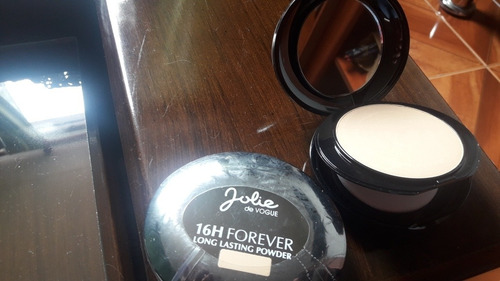 Jolie
de VOGUE
16H FOREVER
LONG LASTING POWDER